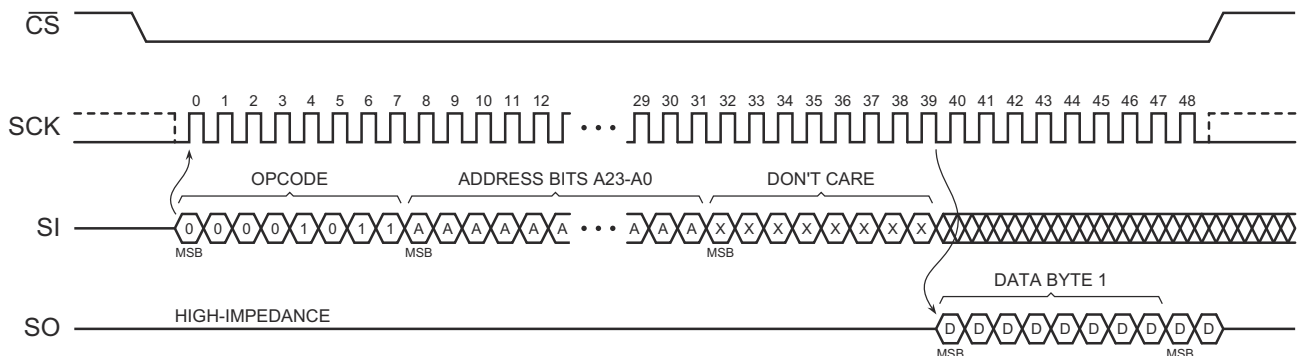 CS
0 1 2 3 4 5 6 7 8 9 10 11 12 29 30 31 32 33 34 35 36 37 38 39 40 41 42 43 44 45 46 47 48
SCK
OPCODE ADDRESS BITS A23-A0 DON'T CARE
SI 0 0 0 0 1 0 1 1 A A A A A A A A A X X X X X X X X
MSB MSB MSB
DATA BYTE 1
HIGH-IMPEDANCE
SO D D D D D D D D D D
MSB MSB